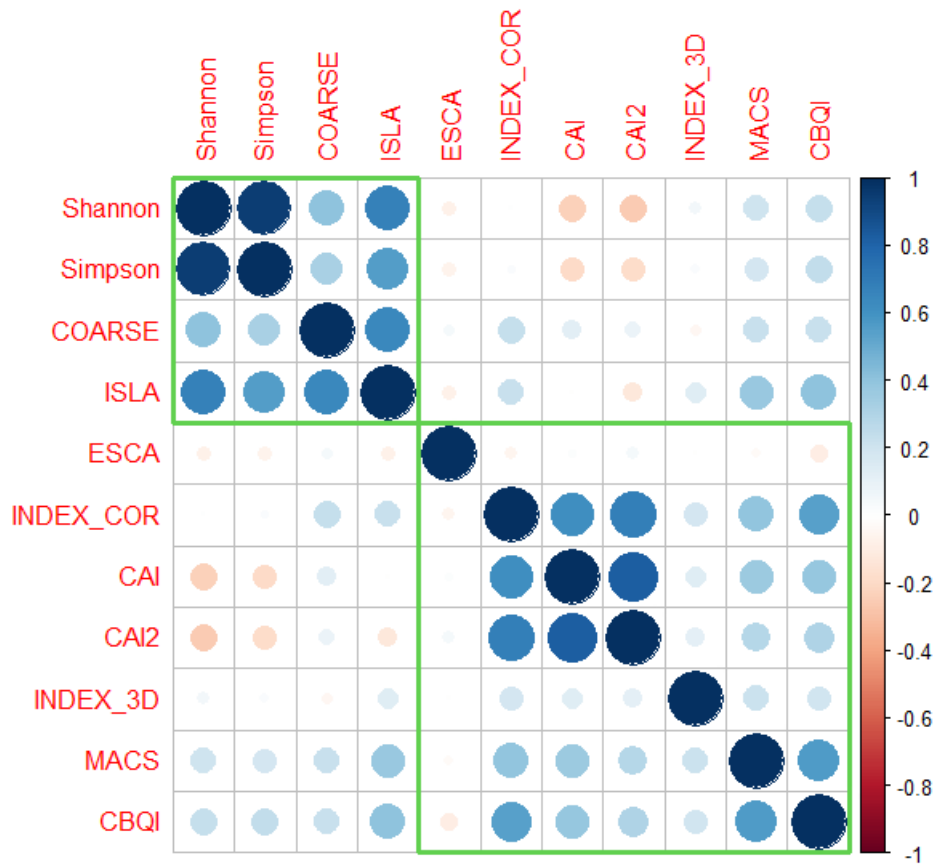 Shannon
Simpson
COARSE
ISLA
ESCA
INDEX_COR
CAI
CAI2
INDEX_3D
MACS
CBQI
Shannon
Simpson
COARSE
ISLA
ESCA
INDEX_COR
CAI
CAI2
INDEX_3D
MACS
CBQI
1
0.8
0.6
0.4
0.2
0
-0.2
-0.4
-0.6
-0.8
-1